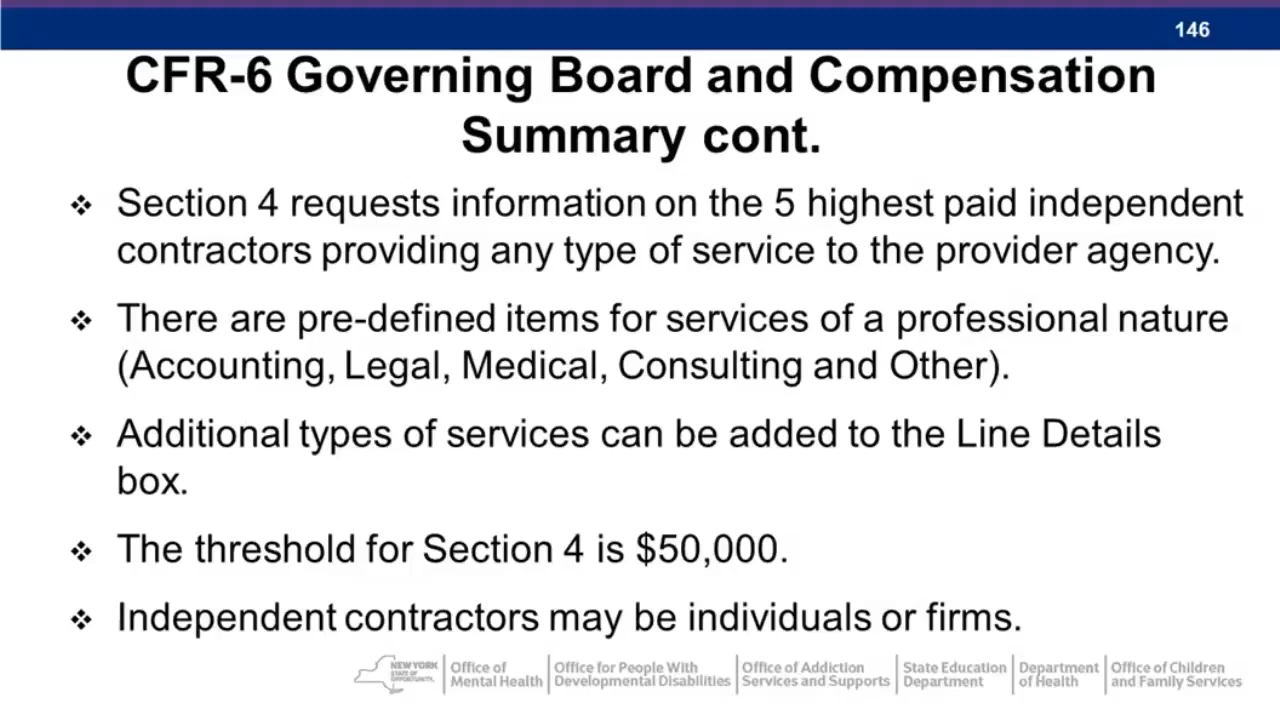 146
CFR-6 Governing Board and Compensation
Summary cont.
❖ Section 4 requests information on the 5 highest paid independent
contractors providing any type of service to the provider agency.
❖ There are pre-defined items for services of a professional nature
(Accounting, Legal, Medical, Consulting and Other).
❖ Additional types of services can be added to the Line Details
box.
❖ The threshold for Section 4 is $50,000.
❖ Independent contractors may be individuals or firms.
NEW YORK
STATE OF
OPPORTUNITY.
Office of
Mental Health
Office for People With
Developmental Disabilities
Office of Addiction
Services and Supports
State Education
Department
Department
of Health
Office of Children
and Family Services